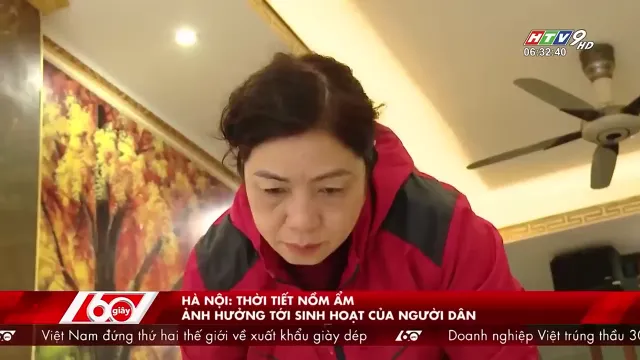 HTV9 HD
06:32:40
60 giây
HÀ NỘI: THỜI TIẾT NỒM ẨM
ẢNH HƯỞNG TỚI SINH HOẠT CỦA NGƯỜI DÂN
Việt Nam đứng thứ hai thế giới về xuất khẩu giày dép 60giây Doanh nghiệp Việt trúng thầu 30